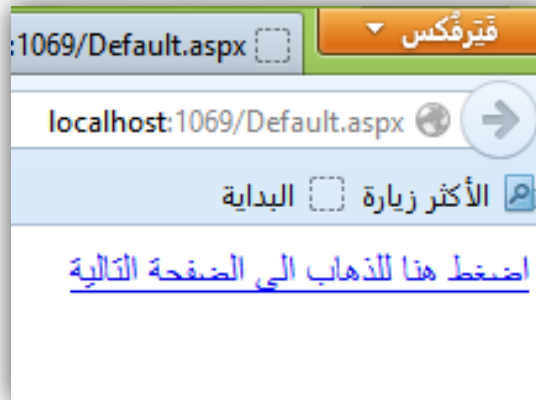 فَيَرفُكس
:1069/Default.aspx
localhost:1069/Default.aspx
الأكثر زيارة البداية
اضغط هنا للذهاب الى الصفحة التالية